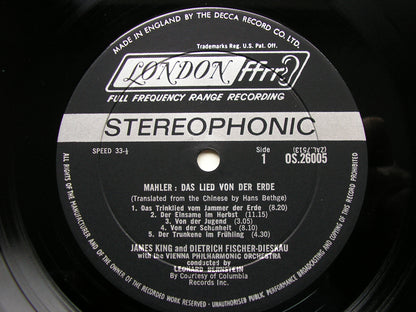 MADE IN ENGLAND BY THE DECCA RECORD CO. LTD.
Trademarks Reg. U.S. Pat. Off.
LONDON ffrr
FULL FREQUENCY RANGE RECORDING
STEREOPHONIC
SPEED 33-⅓
Side
1
(ZAL.7513)
OS.26005
MAHLER: DAS LIED VON DER ERDE
(Translated from the Chinese by Hans Bethge)
1. Das Trinklied vom Jammer der Erde (8.20)
2. Der Einsame im Herbst (11.15)
3. Von der Jugend (3.00)
4. Von der Schunheit (8.10)
5. Der Trunkene im Frühling (4.30)
JAMES KING and DIETRICH FISCHER-DIESKAU
with the VIENNA PHILHARMONIC ORCHESTRA
conducted by
LEONARD BERNSTEIN
By Courtesy of Columbia
Records Inc.
ALL RIGHTS OF THE MANUFACTURER AND OF THE OWNER OF THE RECORDED WORK RESERVED - UNAUTHORISED PUBLIC PERFORMANCE BROADCASTING AND COPYING OF THIS RECORD PROHIBITED